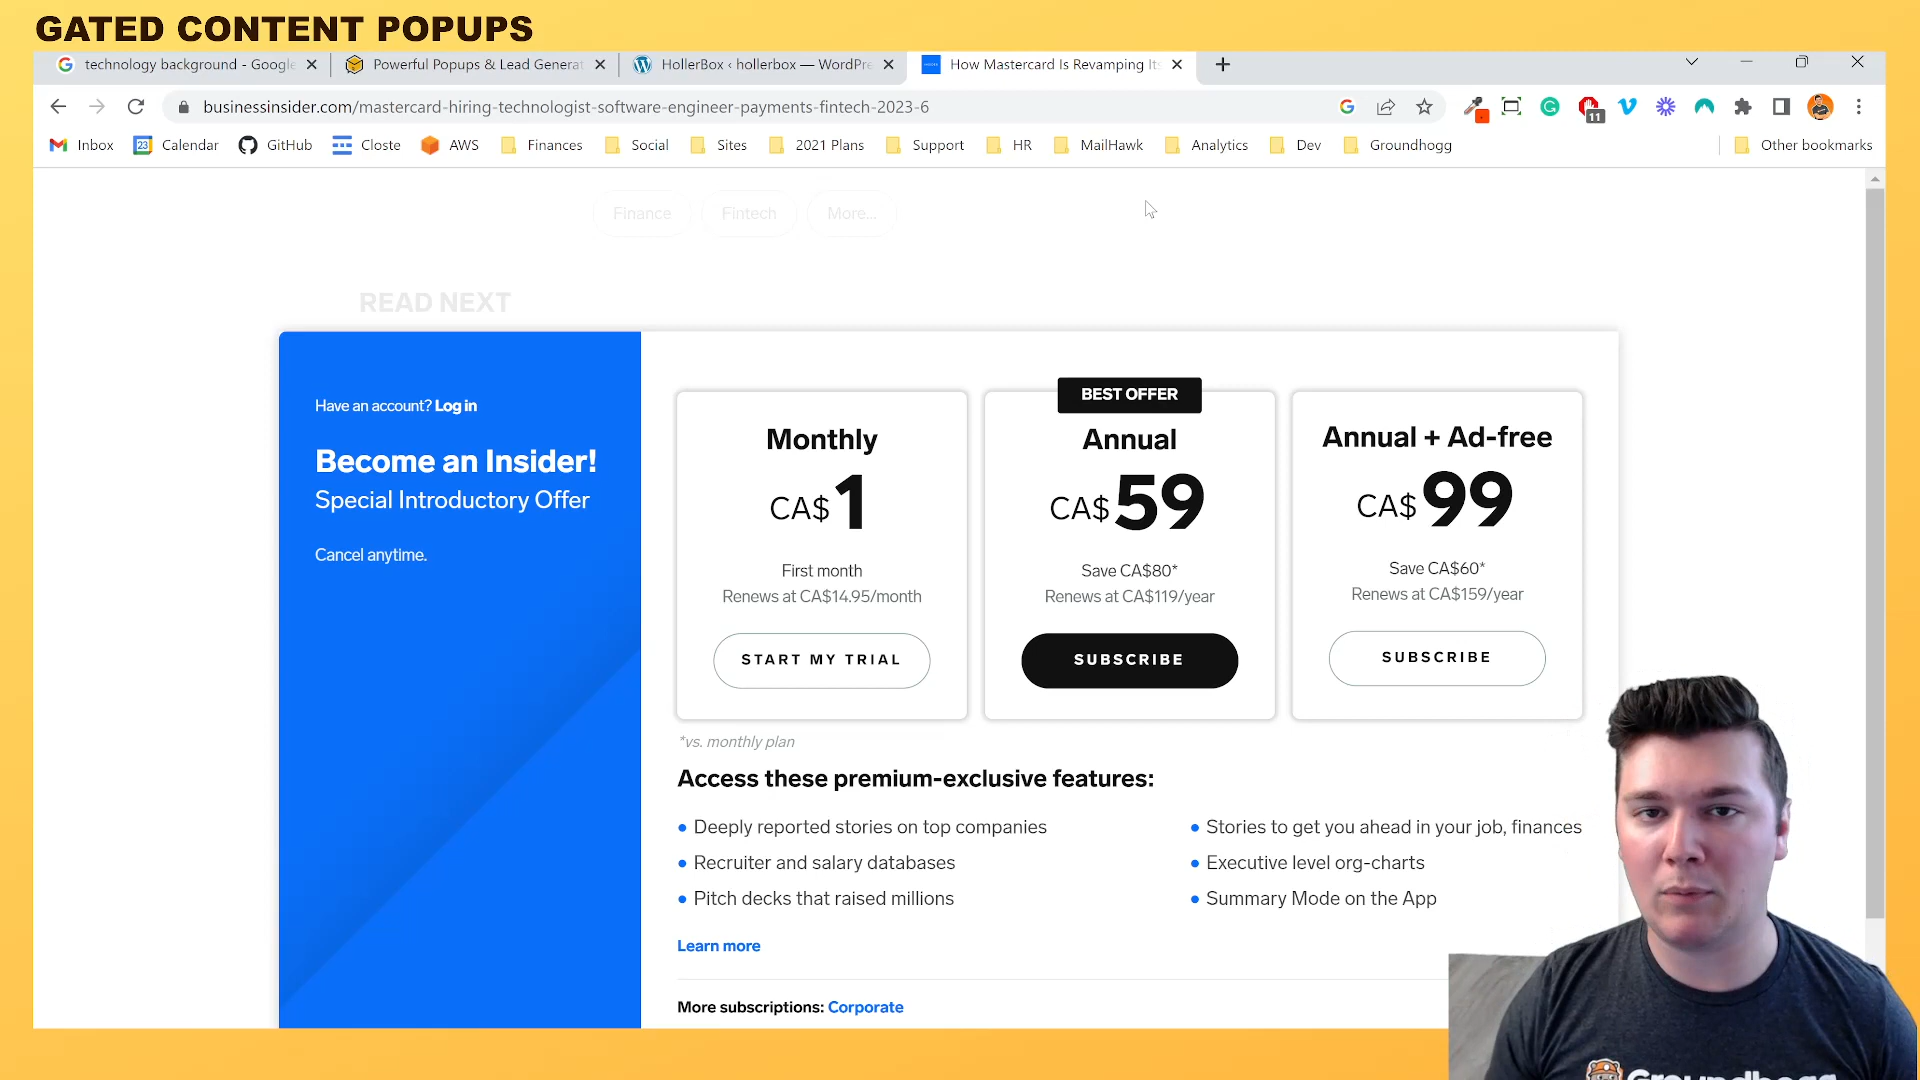 GATED CONTENT POPUPS
technology background - Google
Powerful Popups & Lead Generat
HollerBox ‹ hollerbox — WordPre
How Mastercard Is Revamping It
businessinsider.com/mastercard-hiring-technologist-software-engineer-payments-fintech-2023-6
11
Inbox
23
Calendar
GitHub
Closte
AWS
Finances
Social
Sites
2021 Plans
Support
HR
MailHawk
Analytics
Dev
Groundhogg
Other bookmarks
Finance
Fintech
More...
READ NEXT
Have an account? Log in
Become an Insider!
Special Introductory Offer
Cancel anytime.
Monthly
CA$1
First month
Renews at CA$14.95/month
START MY TRIAL
BEST OFFER
Annual
CA$59
Save CA$80*
Renews at CA$119/year
SUBSCRIBE
Annual + Ad-free
CA$99
Save CA$60*
Renews at CA$159/year
SUBSCRIBE
*vs. monthly plan
Access these premium-exclusive features:
Deeply reported stories on top companies
Recruiter and salary databases
Pitch decks that raised millions
Stories to get you ahead in your job, finances
Executive level org-charts
Summary Mode on the App
Learn more
More subscriptions: Corporate
Groundhogg